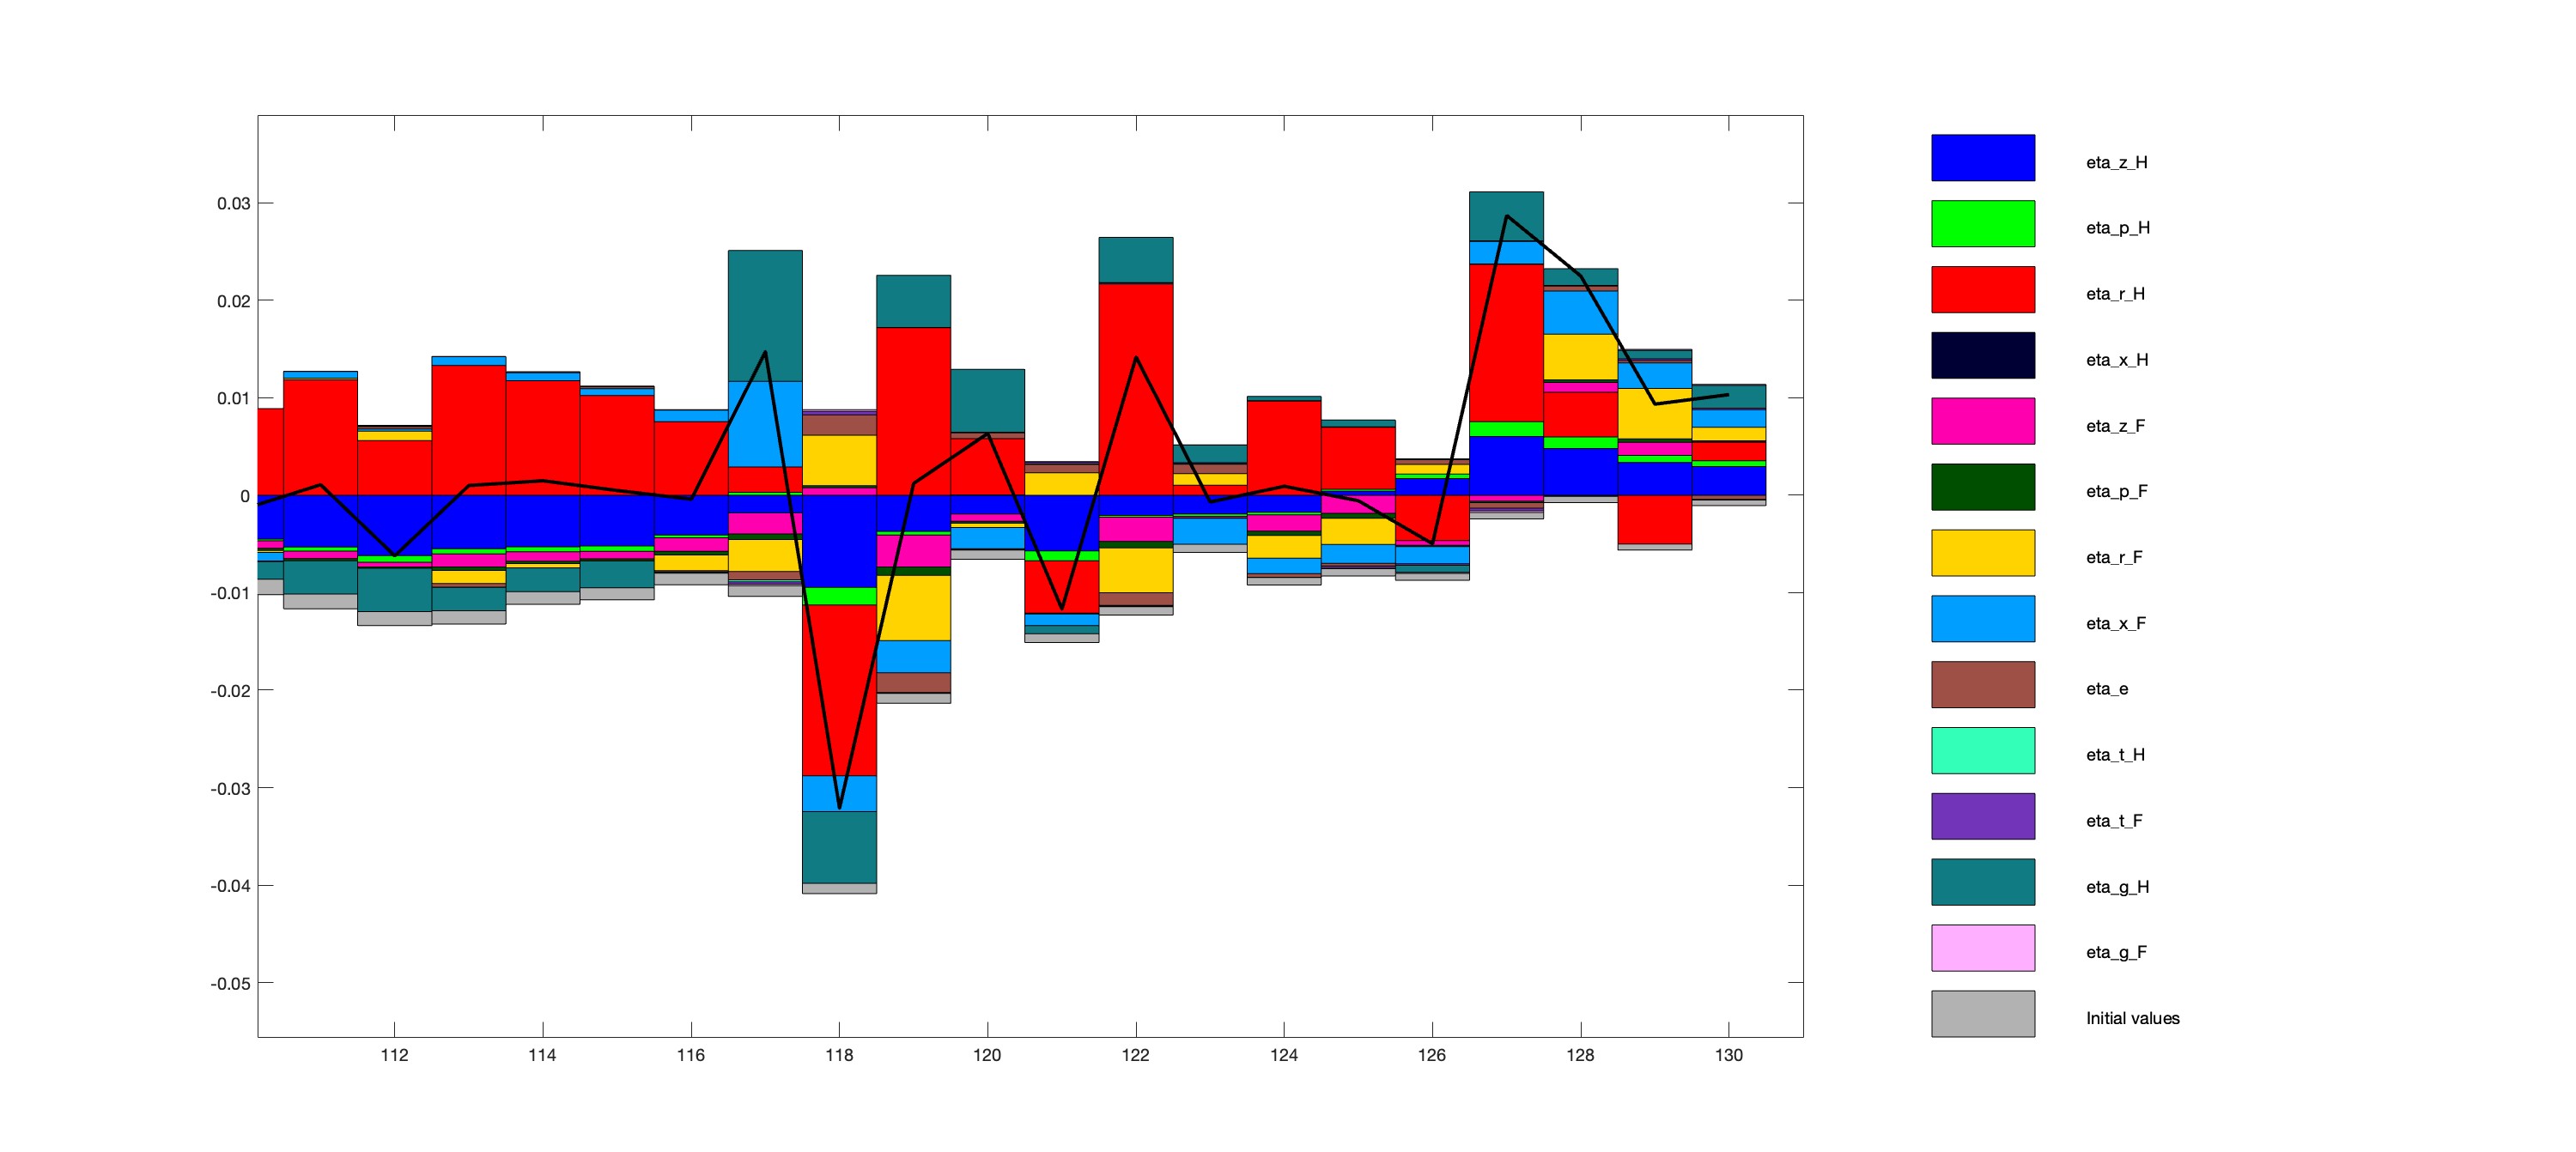 0.03
0.02
0.01
0
-0.01
-0.02
-0.03
-0.04
-0.05
112
114
116
118
120
122
124
126
128
130
eta_z_H
eta_p_H
eta_r_H
eta_x_H
eta_z_F
eta_p_F
eta_r_F
eta_x_F
eta_e
eta_t_H
eta_t_F
eta_g_H
eta_g_F
Initial values